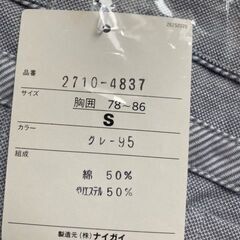 品番
2710-4837
サイズ
胸囲 78~86
S
カラー
グレー95
組成
綿 50%
ポリエステル 50%
製造元(株)ナイガイ